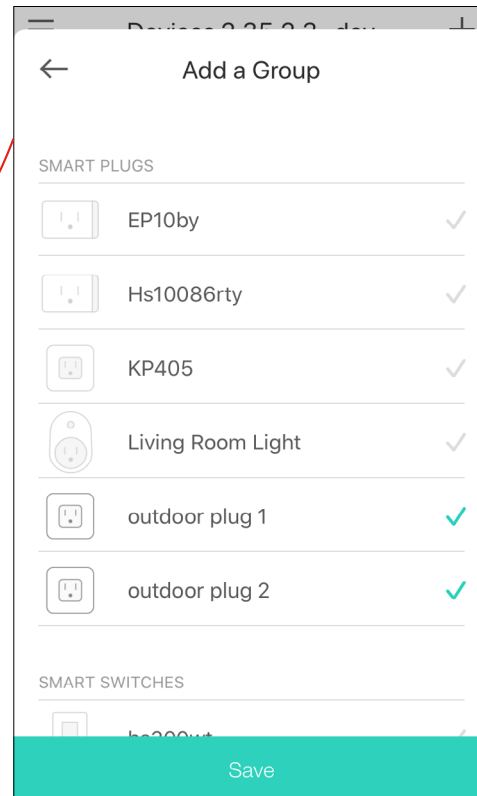 Add a Group
SMART PLUGS
EP10by
Hs10086rty
KP405
Living Room Light
outdoor plug 1
outdoor plug 2
SMART SWITCHES
Save